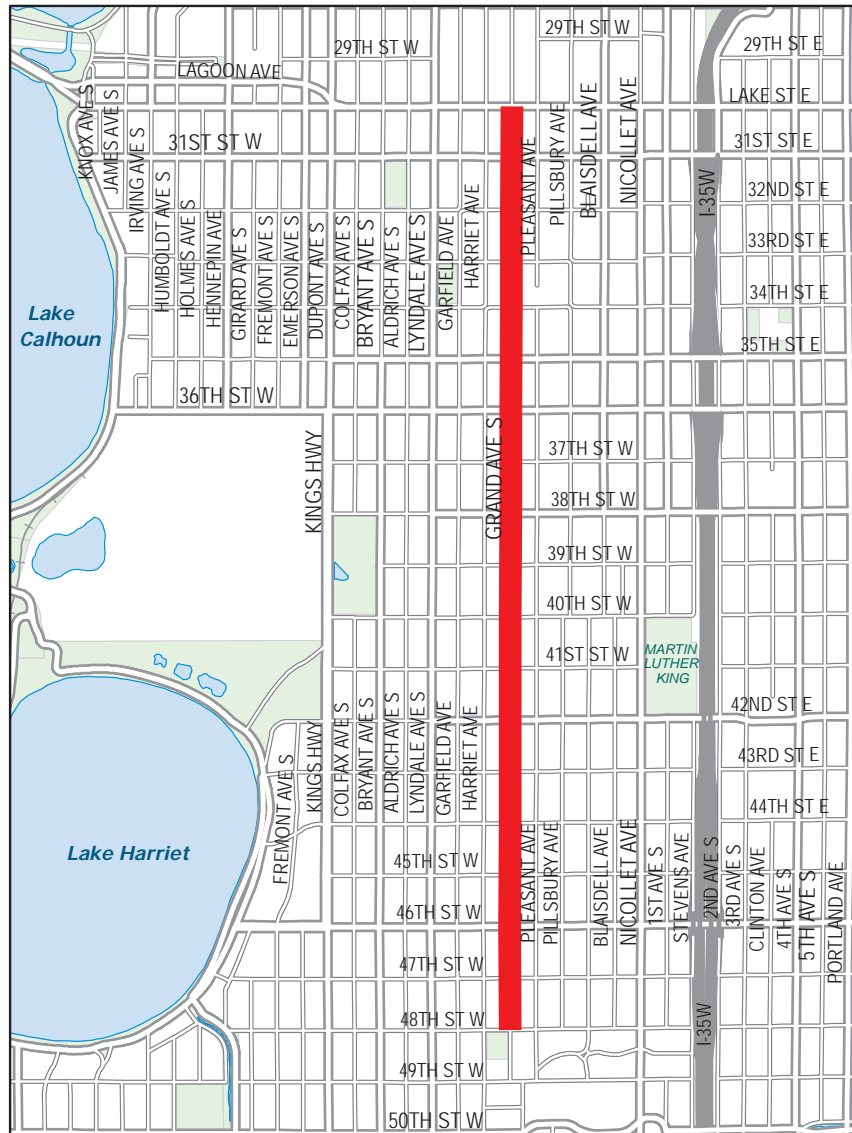 29TH ST W
29TH ST W
29TH ST E
LAGOON AVE
LAKE ST E
KNOX AVE S
JAMES AVE S
IRVING AVE S
31ST ST W
31ST ST E
HUMBOLDT AVE S
HOLMES AVE S
HENNEPIN AVE
GIRARD AVE S
FREMONT AVE S
EMERSON AVE S
DUPONT AVE S
COLFAX AVE S
BRYANT AVE S
ALDRICH AVE S
LYNDALE AVE S
GARFIELD AVE
HARRIET AVE
PLEASANT AVE
PILLSBURY AVE
BLAISDELL AVE
NICOLLET AVE
I-35W
32ND ST E
33RD ST E
34TH ST E
35TH ST E
Lake
Calhoun
36TH ST W
KINGS HWY
GRAND AVE S
37TH ST W
38TH ST W
39TH ST W
40TH ST W
41ST ST W
MARTIN
LUTHER
KING
42ND ST E
43RD ST E
44TH ST E
FREMONT AVE S
KINGS HWY
COLFAX AVE S
BRYANT AVE S
ALDRICH AVE S
LYNDALE AVE S
GARFIELD AVE
HARRIET AVE
Lake Harriet
45TH ST W
46TH ST W
47TH ST W
48TH ST W
49TH ST W
50TH ST W
PLEASANT AVE
PILLSBURY AVE
BLAISDELL AVE
NICOLLET AVE
1ST AVE S
STEVENS AVE
2ND AVE S
3RD AVE S
CLINTON AVE
4TH AVE S
5TH AVE S
PORTLAND AVE
I-35W